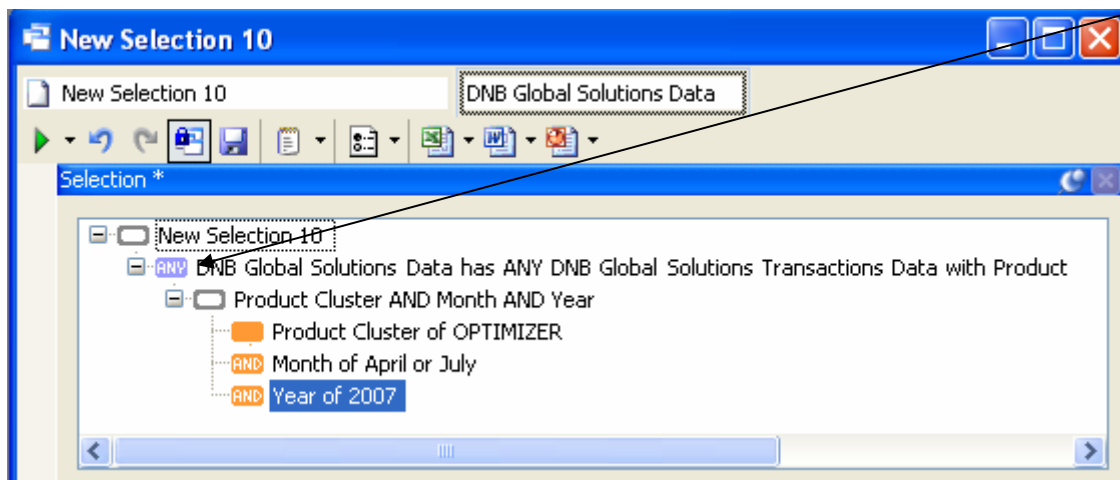 New Selection 10
New Selection 10 DNB Global Solutions Data
Selection *
New Selection 10
ANY DNB Global Solutions Data has ANY DNB Global Solutions Transactions Data with Product
Product Cluster AND Month AND Year
Product Cluster of OPTIMIZER
AND Month of April or July
AND Year of 2007